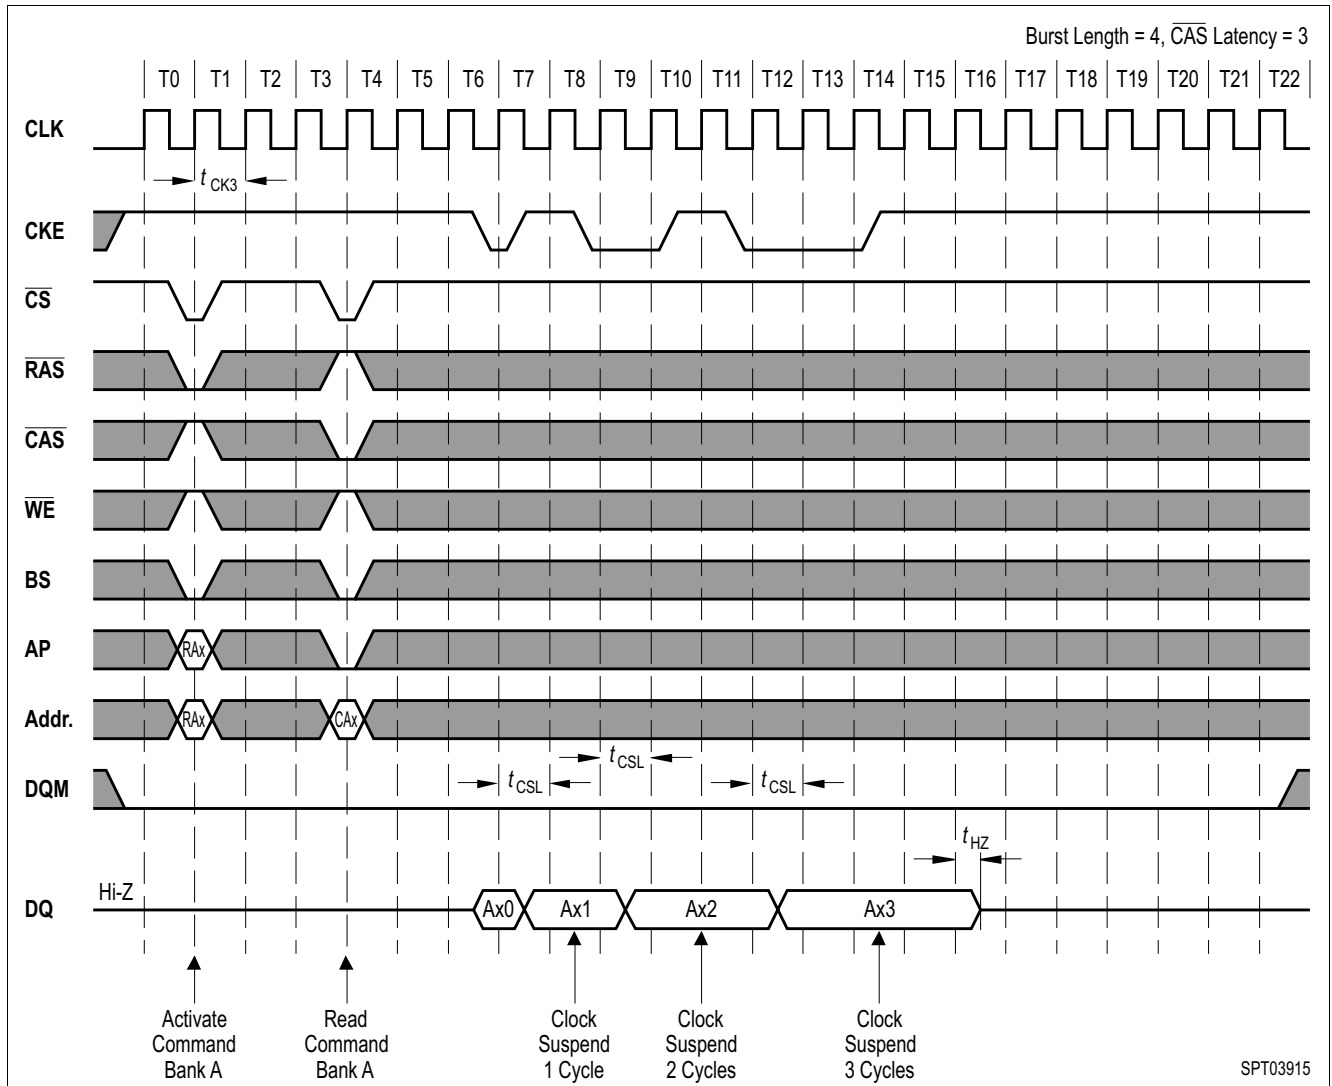 Burst Length = 4, CAS Latency = 3
T0 T1 T2 T3 T4 T5 T6 T7 T8 T9 T10 T11 T12 T13 T14 T15 T16 T17 T18 T19 T20 T21 T22
CLK
t CK3
CKE
CS
RAS
CAS
WE
BS
AP
RAx
Addr.
RAx CAx
tCSL
DQM
tCSL tCSL
tHZ
Hi-Z
DQ
Ax0 Ax1 Ax2 Ax3
Activate
Command
Bank A
Read
Command
Bank A
Clock
Suspend
1 Cycle
Clock
Suspend
2 Cycles
Clock
Suspend
3 Cycles
SPT03915